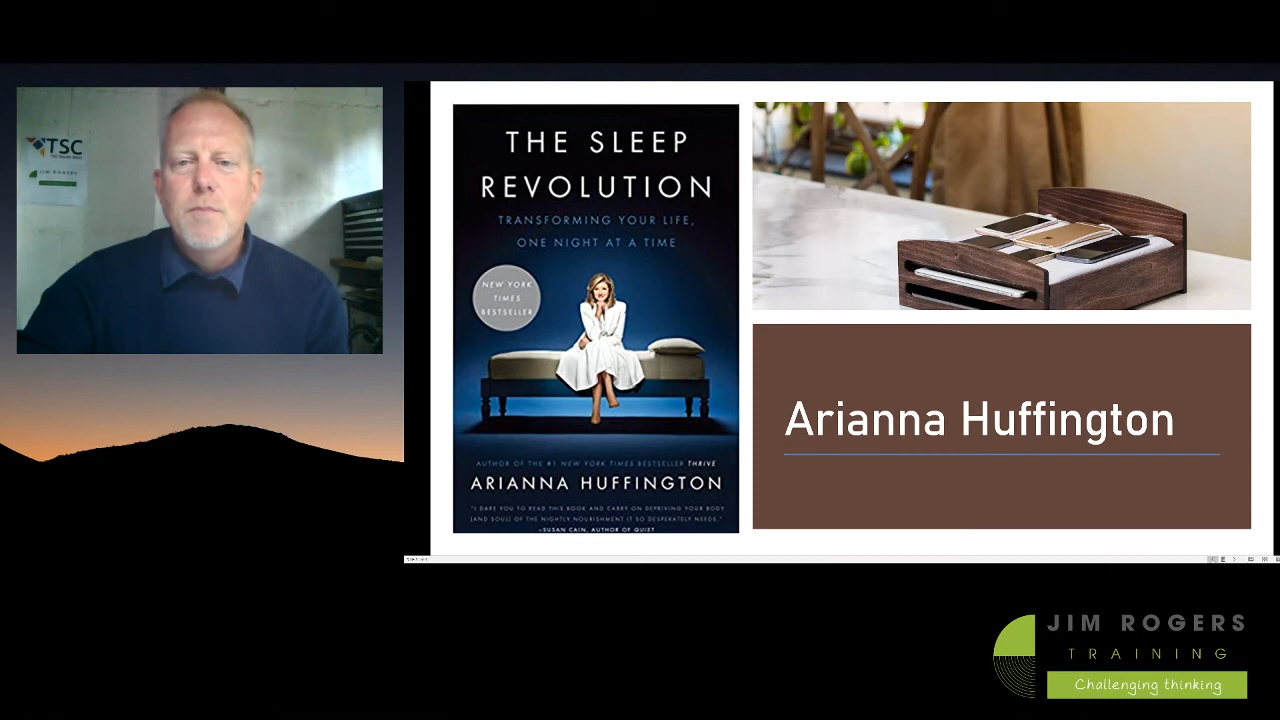 TSC
TSC South West
JIM ROGERS
THE SLEEP
REVOLUTION
TRANSFORMING YOUR LIFE,
ONE NIGHT AT A TIME
NEW YORK
TIMES
BESTSELLER
AUTHOR OF THE #1 NEW YORK TIMES BESTSELLER THRIVE
ARIANNA HUFFINGTON
"I DARE YOU TO READ THIS BOOK AND CARRY ON DEPRIVING YOUR BODY
(AND SOUL) OF THE NIGHTLY NOURISHMENT IT SO DESPERATELY NEEDS."
–SUSAN CAIN, AUTHOR OF QUIET
Arianna Huffington
JIM ROGERS
TRAINING
Challenging thinking